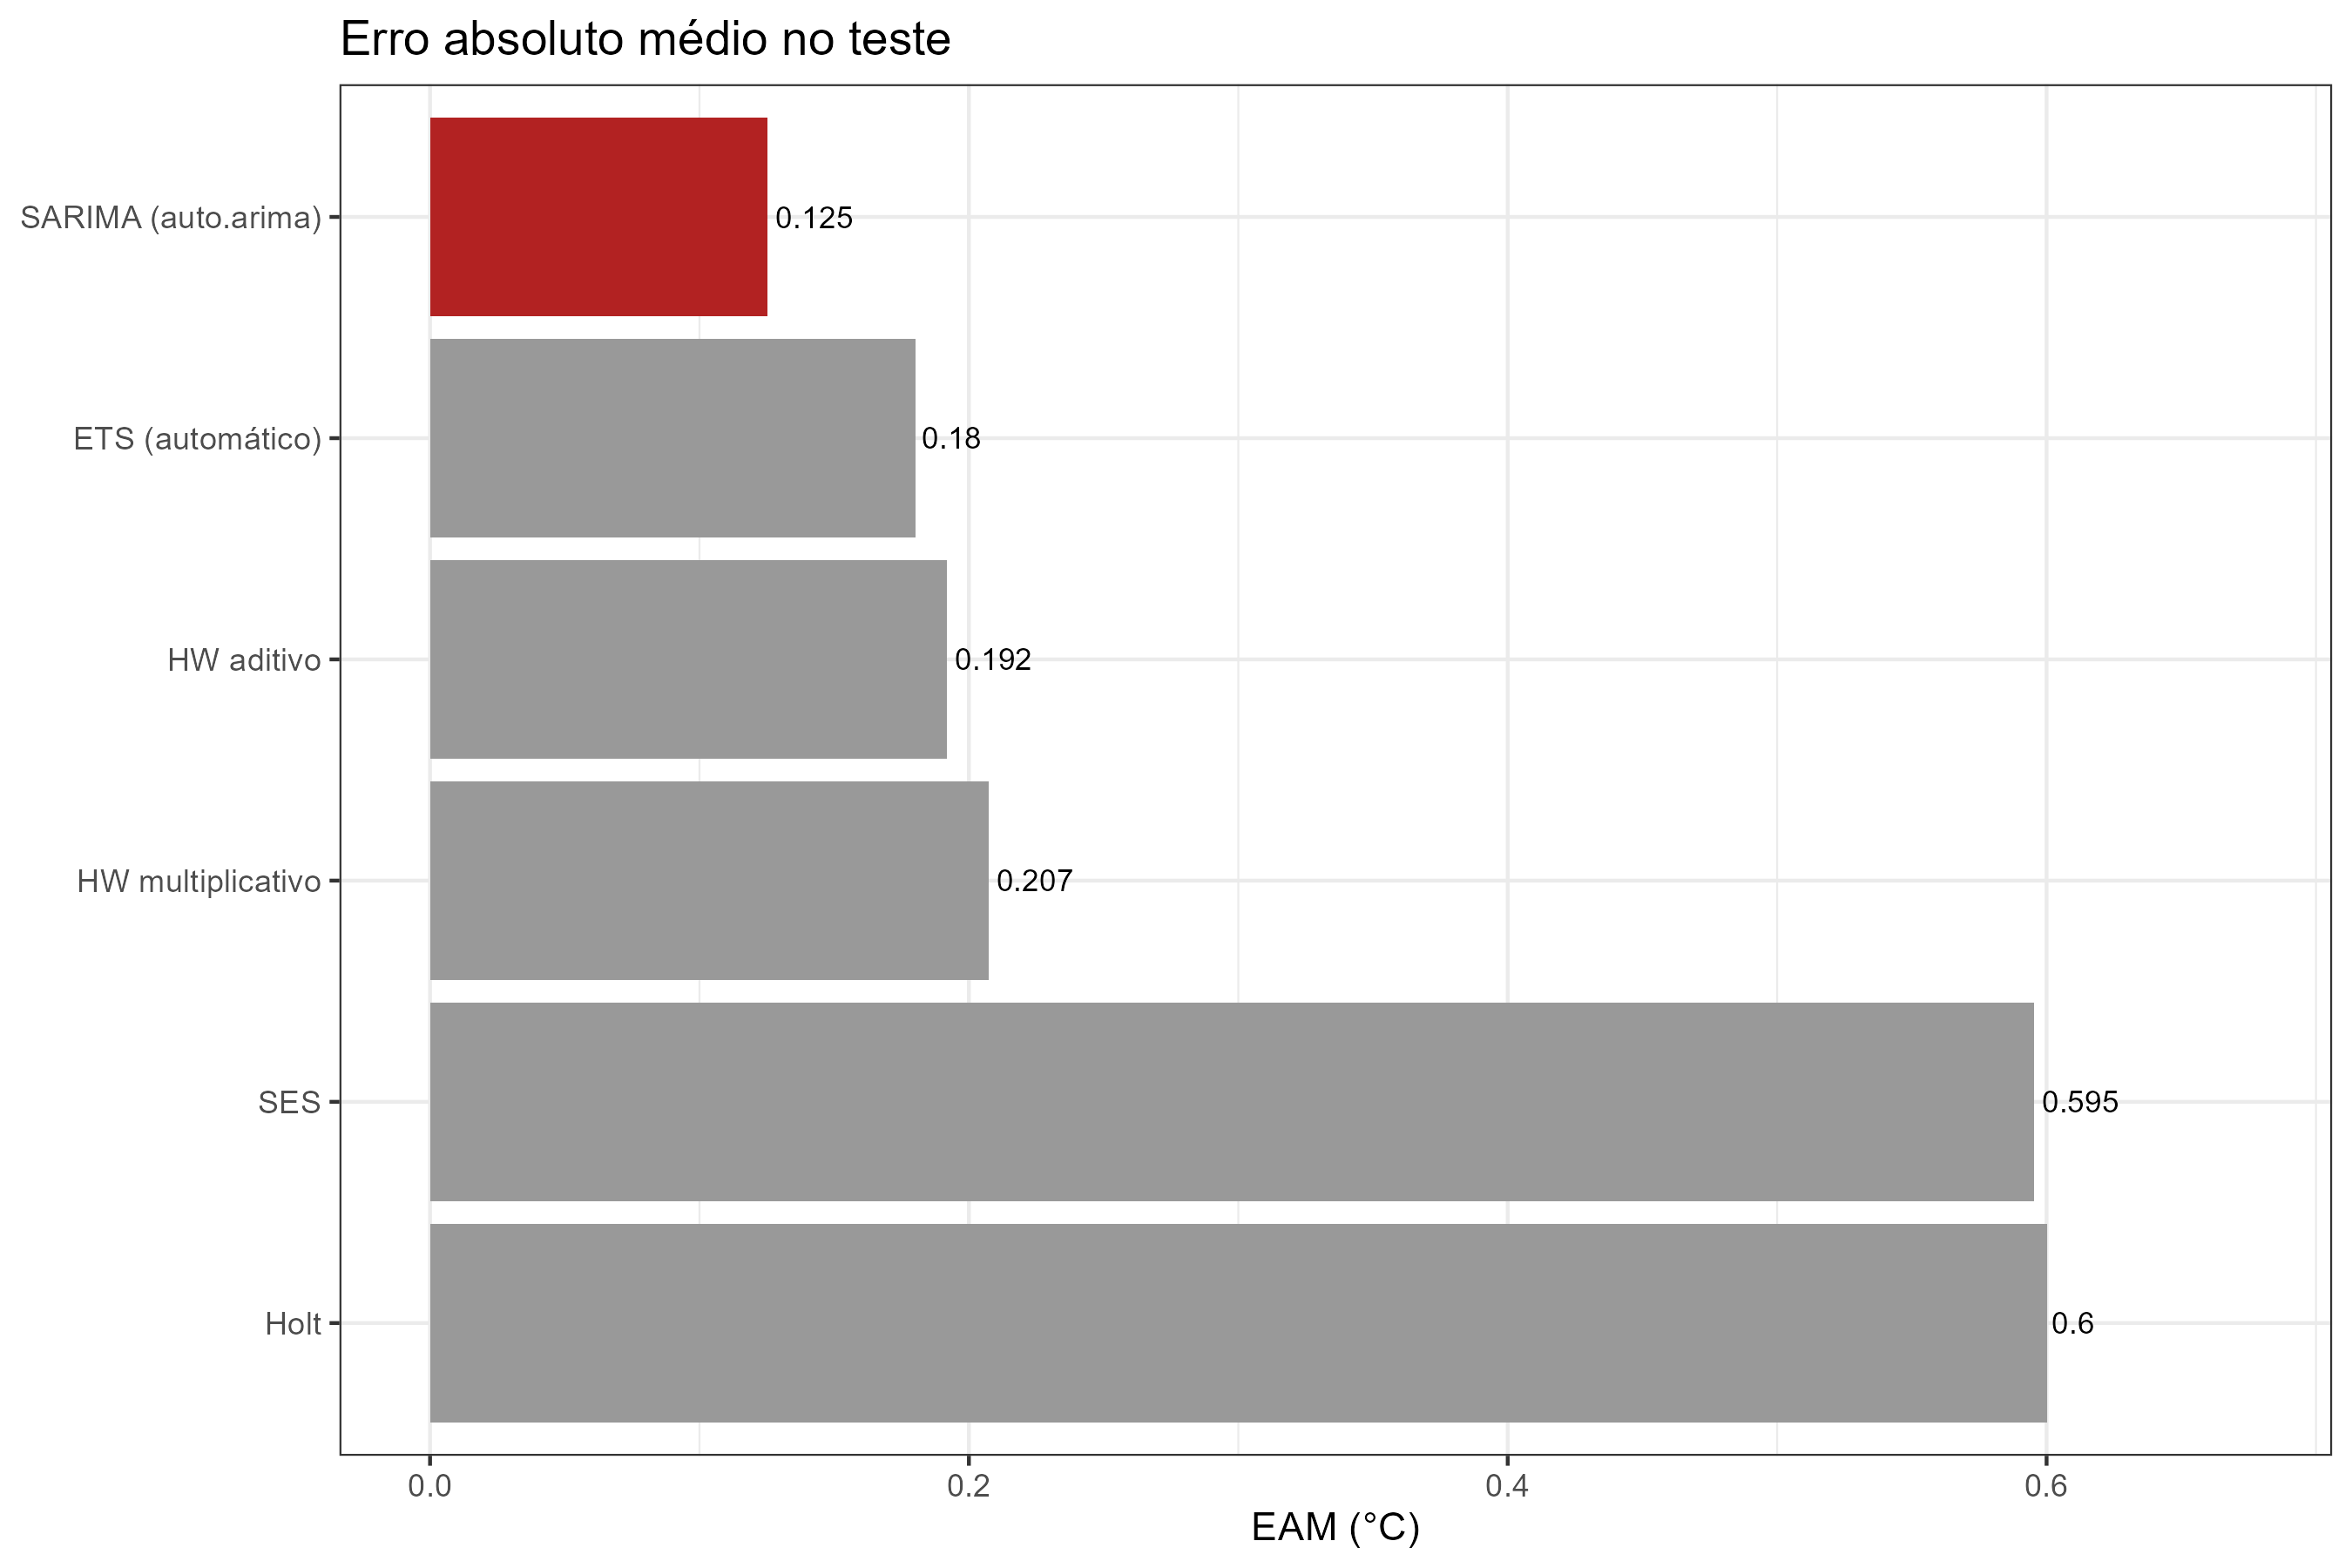 Erro absoluto médio no teste
SARIMA (auto.arima)
0.125
ETS (automático)
0.18
HW aditivo
0.192
HW multiplicativo
0.207
SES
0.595
Holt
0.6
0.0
0.2
0.4
0.6
EAM (°C)